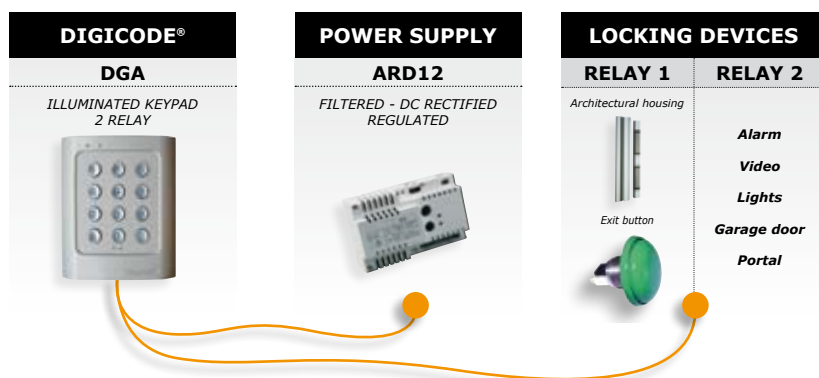 DIGICODE®
DGA
ILLUMINATED KEYPAD
2 RELAY
POWER SUPPLY
ARD12
FILTERED - DC RECTIFIED
REGULATED
LOCKING DEVICES
RELAY 1
Architectural housing
Exit button
RELAY 2
Alarm
Video
Lights
Garage door
Portal